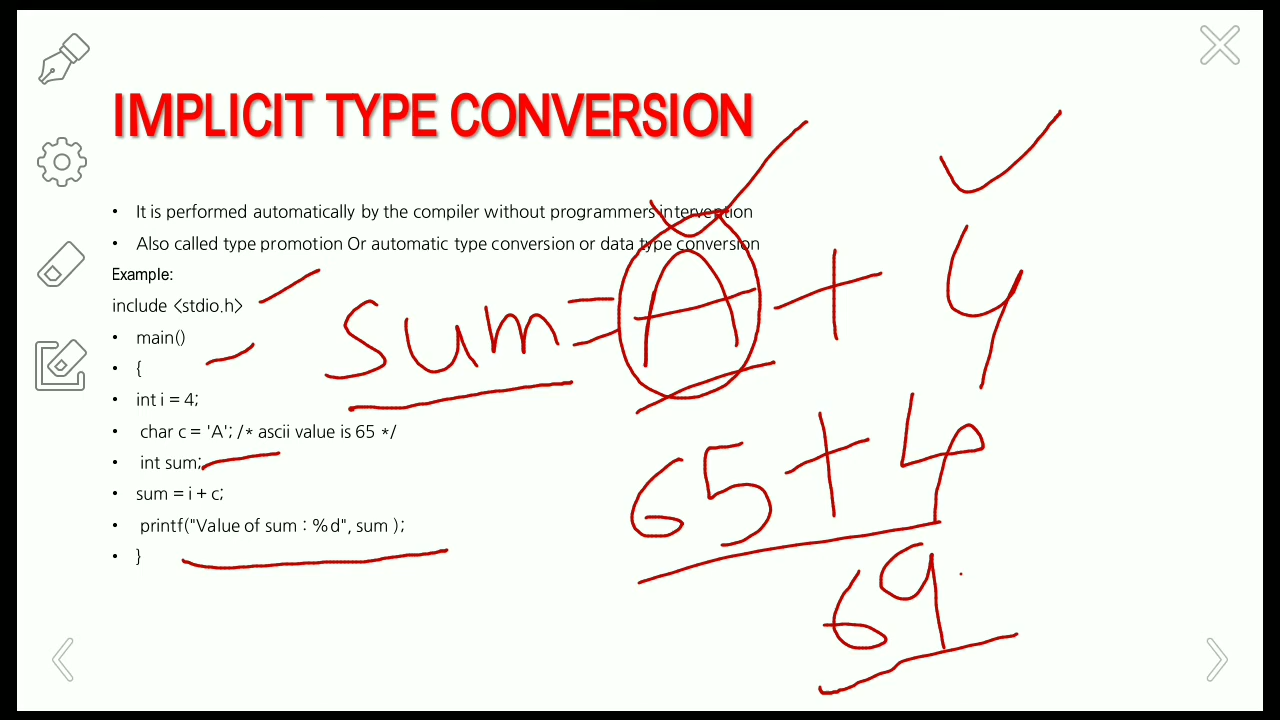 IMPLICIT TYPE CONVERSION
• It is performed automatically by the compiler without programmers intervention
• Also called type promotion Or automatic type conversion or data type conversion
Example:
include <stdio.h>
• main()
• {
• int i = 4;
• char c = 'A'; /* ascii value is 65 */
• int sum;
• sum = i + c;
• printf("Value of sum : %d", sum );
• }
sum = A + 4
65 + 4
69